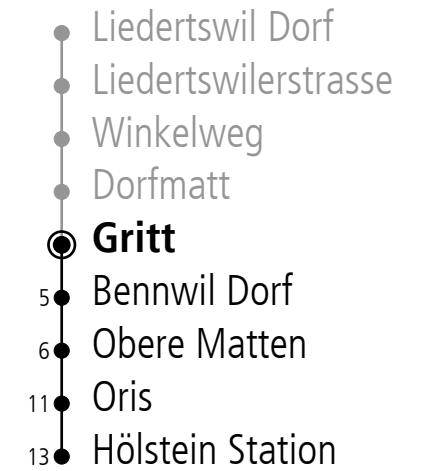 Liedertswil Dorf
Liedertswilerstrasse
Winkelweg
Dorfmatt
Gritt
5 Bennwil Dorf
6 Obere Matten
11 Oris
13 Hölstein Station